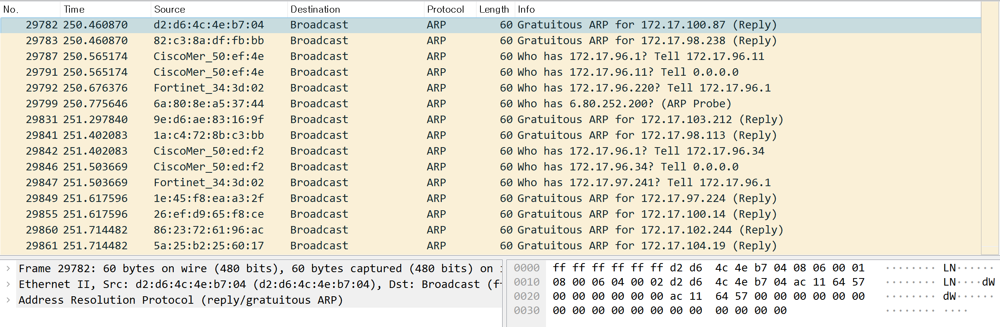 No. Time Source Destination Protocol Length Info
29782 250.460870 d2:d6:4c:4e:b7:04 Broadcast ARP 60 Gratuitous ARP for 172.17.100.87 (Reply)
29783 250.460870 82:c3:8a:df:fb:bb Broadcast ARP 60 Gratuitous ARP for 172.17.98.238 (Reply)
29787 250.565174 CiscoMer_50:ef:4e Broadcast ARP 60 Who has 172.17.96.1? Tell 172.17.96.11
29791 250.565174 CiscoMer_50:ef:4e Broadcast ARP 60 Who has 172.17.96.11? Tell 0.0.0.0
29792 250.676376 Fortinet_34:3d:02 Broadcast ARP 60 Who has 172.17.96.220? Tell 172.17.96.1
29799 250.775646 6a:80:8e:a5:37:44 Broadcast ARP 60 Who has 6.80.252.200? (ARP Probe)
29831 251.297840 9e:d6:ae:83:16:9f Broadcast ARP 60 Gratuitous ARP for 172.17.103.212 (Reply)
29841 251.402083 1a:c4:72:8b:c3:bb Broadcast ARP 60 Gratuitous ARP for 172.17.98.113 (Reply)
29842 251.402083 CiscoMer_50:ed:f2 Broadcast ARP 60 Who has 172.17.96.1? Tell 172.17.96.34
29846 251.503669 CiscoMer_50:ed:f2 Broadcast ARP 60 Who has 172.17.96.34? Tell 0.0.0.0
29847 251.503669 Fortinet_34:3d:02 Broadcast ARP 60 Who has 172.17.97.241? Tell 172.17.96.1
29849 251.617596 1e:45:f8:ea:a3:2f Broadcast ARP 60 Gratuitous ARP for 172.17.97.224 (Reply)
29855 251.617596 26:ef:d9:65:f8:ce Broadcast ARP 60 Gratuitous ARP for 172.17.100.14 (Reply)
29860 251.714482 86:23:72:61:96:ac Broadcast ARP 60 Gratuitous ARP for 172.17.102.244 (Reply)
29861 251.714482 5a:25:b2:25:60:17 Broadcast ARP 60 Gratuitous ARP for 172.17.104.19 (Reply)
Frame 29782: 60 bytes on wire (480 bits), 60 bytes captured (480 bits) on
Ethernet II, Src: d2:d6:4c:4e:b7:04 (d2:d6:4c:4e:b7:04), Dst: Broadcast
Address Resolution Protocol (reply/gratuitous ARP)
0000 ff ff ff ff ff ff d2 d6 4c 4e b7 04 08 06 00 01 ········ LN······
0010 08 00 06 04 00 02 d2 d6 4c 4e b7 04 ac 11 64 57 ········ LN····dW
0020 00 00 00 00 00 00 ac 11 64 57 00 00 00 00 00 00 ········ dW······
0030 00 00 00 00 00 00 00 00 00 00 00 00 ········ ····